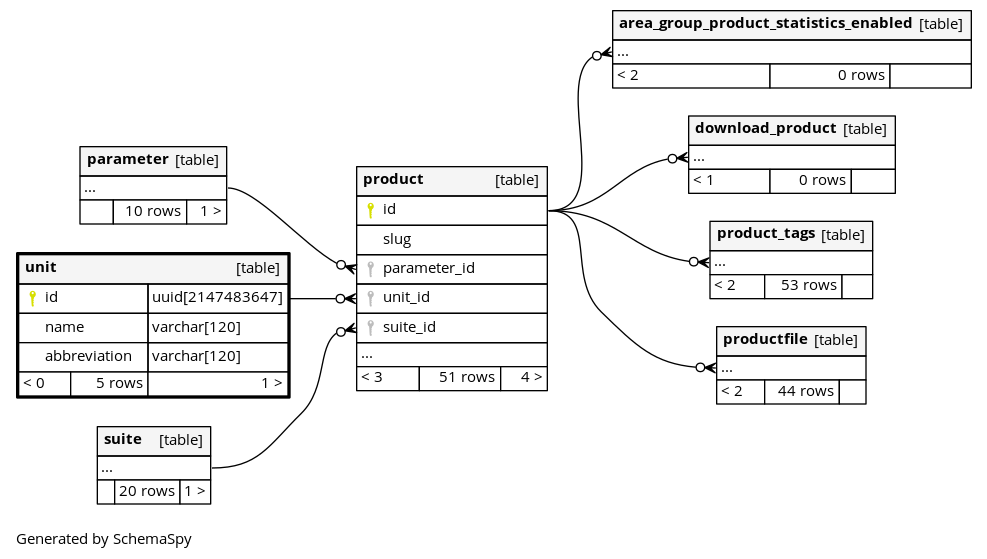 area_group_product_statistics_enabled [table]
...
< 2 0 rows
download_product [table]
...
< 1 0 rows
parameter [table]
...
10 rows 1 >
product [table]
id
slug
parameter_id
unit_id
suite_id
...
< 3 51 rows 4 >
product_tags [table]
...
< 2 53 rows
unit [table]
id uuid[2147483647]
name varchar[120]
abbreviation varchar[120]
< 0 5 rows 1 >
productfile [table]
...
< 2 44 rows
suite [table]
...
20 rows 1 >
Generated by SchemaSpy